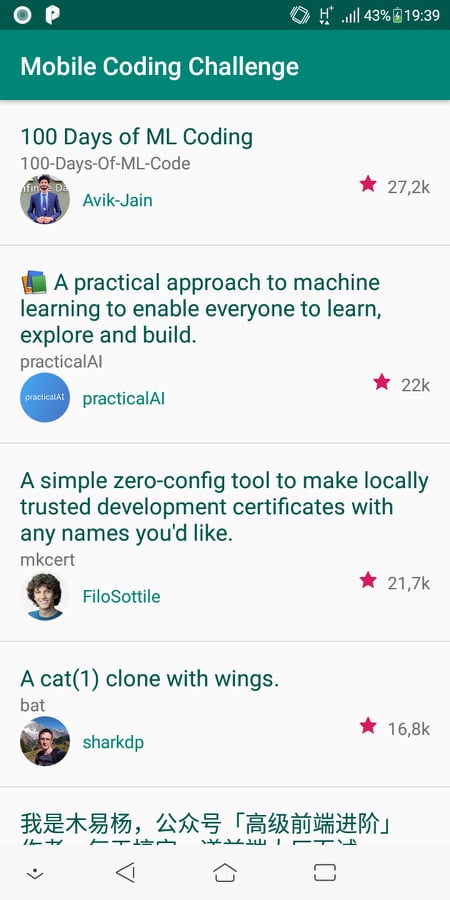 43% 19:39
Mobile Coding Challenge
100 Days of ML Coding
100-Days-Of-ML-Code
Avik-Jain
27,2k
📚 A practical approach to machine
learning to enable everyone to learn,
explore and build.
practicalAI
practicalAI
practicalAI
22k
A simple zero-config tool to make locally
trusted development certificates with
any names you'd like.
mkcert
FiloSottile
21,7k
A cat(1) clone with wings.
bat
sharkdp
16,8k
我是木易杨，公众号「高级前端进阶」